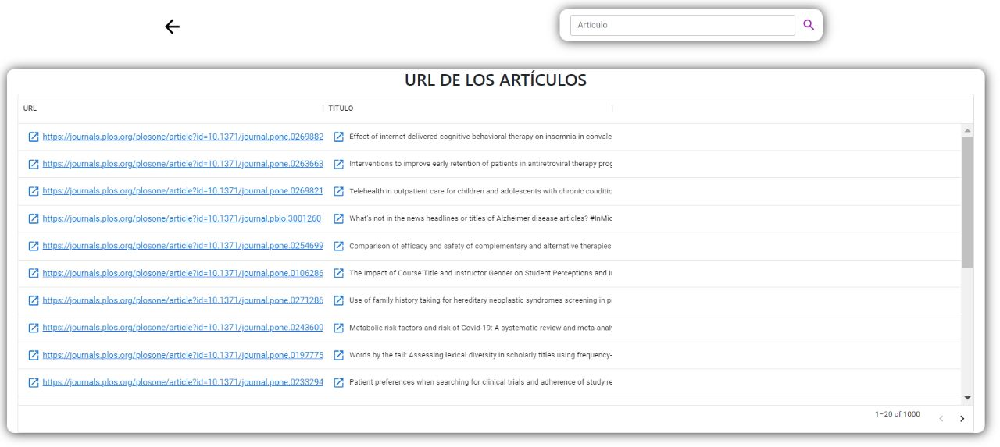 Artículo
URL DE LOS ARTÍCULOS
URL TITULO
https://journals.plos.org/plosone/article?id=10.1371/journal.pone.0269882 Effect of internet-delivered cognitive behavioral therapy on insomnia in convale
https://journals.plos.org/plosone/article?id=10.1371/journal.pone.0263663 Interventions to improve early retention of patients in antiretroviral therapy prog
https://journals.plos.org/plosone/article?id=10.1371/journal.pone.0269821 Telehealth in outpatient care for children and adolescents with chronic conditio
https://journals.plos.org/plosone/article?id=10.1371/journal.pbio.3001260 What's not in the news headlines or titles of Alzheimer disease articles? #InMic
https://journals.plos.org/plosone/article?id=10.1371/journal.pone.0254699 Comparison of efficacy and safety of complementary and alternative therapies
https://journals.plos.org/plosone/article?id=10.1371/journal.pone.0106286 The Impact of Course Title and Instructor Gender on Student Perceptions and In
https://journals.plos.org/plosone/article?id=10.1371/journal.pone.0271286 Use of family history taking for hereditary neoplastic syndromes screening in pr
https://journals.plos.org/plosone/article?id=10.1371/journal.pone.0243600 Metabolic risk factors and risk of Covid-19: A systematic review and meta-analy
https://journals.plos.org/plosone/article?id=10.1371/journal.pone.0197775 Words by the tail: Assessing lexical diversity in scholarly titles using frequency-
https://journals.plos.org/plosone/article?id=10.1371/journal.pone.0233294 Patient preferences when searching for clinical trials and adherence of study re
1–20 of 1000